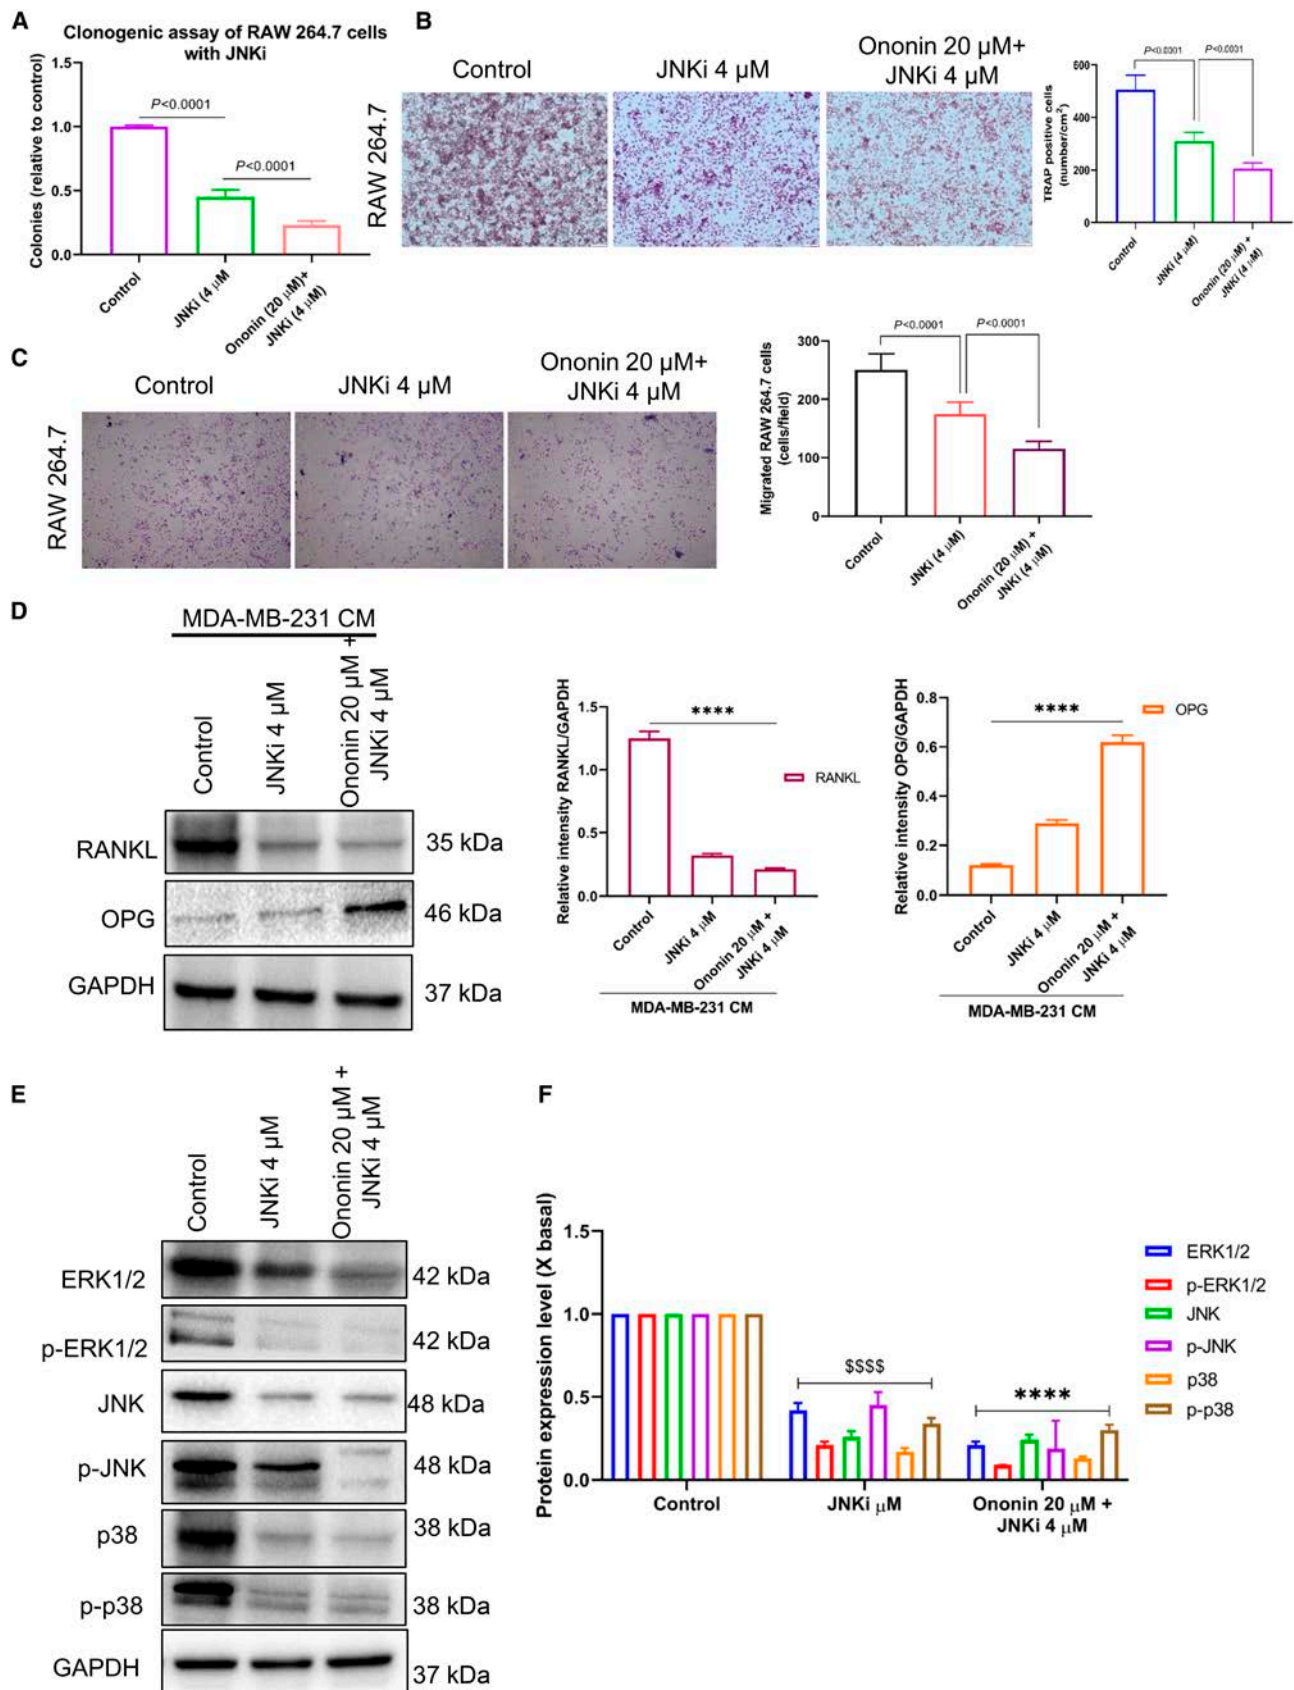 A
Clonogenic assay of RAW 264.7 cells
with JNKi
Colonies (relative to control)
1.5
1.0
0.5
0.0
P<0.0001
P<0.0001
Control
JNKi (4 μM
Ononin (20 μM)+
JNKi (4 μM)
B
Control
JNKi 4 μM
Ononin 20 μM+
JNKi 4 μM
RAW 264.7
TRAP positive cells
(number/cm²)
600
400
200
0
P<0.0001
P<0.0001
Control
JNKi (4 μM)
Ononin (20 μM)+
JNKi (4 μM)
C
Control
JNKi 4 μM
Ononin 20 μM+
JNKi 4 μM
RAW 264.7
Migrated RAW 264.7 cells
(cells/field)
300
200
100
0
P<0.0001
P<0.0001
Control
JNKi (4 μM)
Ononin (20 μM) +
JNKi (4 μM)
D
MDA-MB-231 CM
Control
JNKi 4 μM
Ononin 20 μM +
JNKi 4 μM
RANKL
35 kDa
OPG
46 kDa
GAPDH
37 kDa
Relative intensity RANKL/GAPDH
1.5
1.0
0.5
0.0
****
RANKL
Control
JNKi 4 μM
Ononin 20 μM +
JNKi 4 μM
MDA-MB-231 CM
Relative intensity OPG/GAPDH
0.8
0.6
0.4
0.2
0.0
****
OPG
Control
JNKi 4 μM
Ononin 20 μM +
JNKi 4 μM
MDA-MB-231 CM
E
Control
JNKi 4 μM
Ononin 20 μM +
JNKi 4 μM
ERK1/2
42 kDa
p-ERK1/2
42 kDa
JNK
48 kDa
p-JNK
48 kDa
p38
38 kDa
p-p38
38 kDa
GAPDH
37 kDa
F
Protein expression level (X basal)
1.5
1.0
0.5
0.0
$$$$
****
Control
JNKi μM
Ononin 20 μM +
JNKi 4 μM
ERK1/2
p-ERK1/2
JNK
p-JNK
p38
p-p38